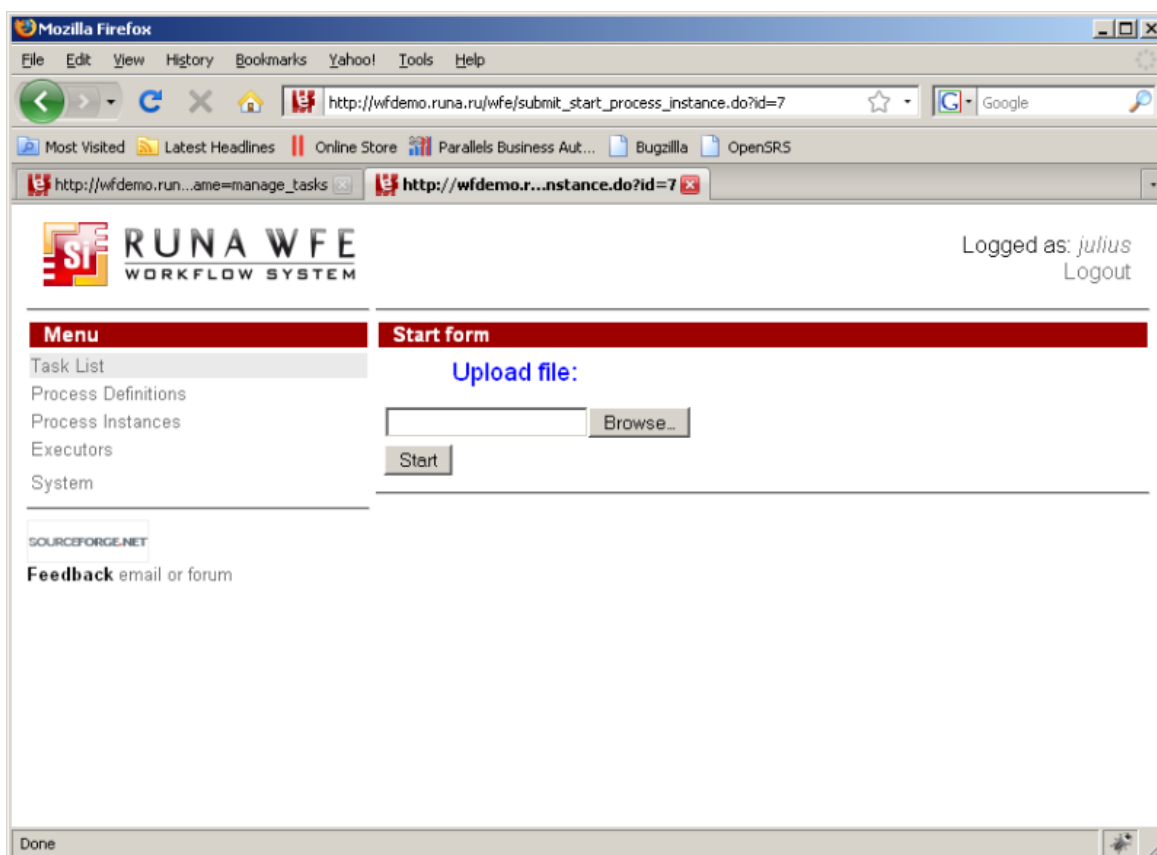 Mozilla Firefox
File Edit View History Bookmarks Yahoo! Tools Help
http://wfdemo.runa.ru/wfe/submit_start_process_instance.do?id=7
G Google
Most Visited Latest Headlines Online Store Parallels Business Aut... Bugzillla OpenSRS
http://wfdemo.run...ame=manage_tasks http://wfdemo.r...nstance.do?id=7
Si RUNA WFE
WORKFLOW SYSTEM
Logged as: julius
Logout
Menu
Task List
Process Definitions
Process Instances
Executors
System
SOURCEFORGE.NET
Feedback email or forum
Start form
Upload file:
Browse...
Start
Done